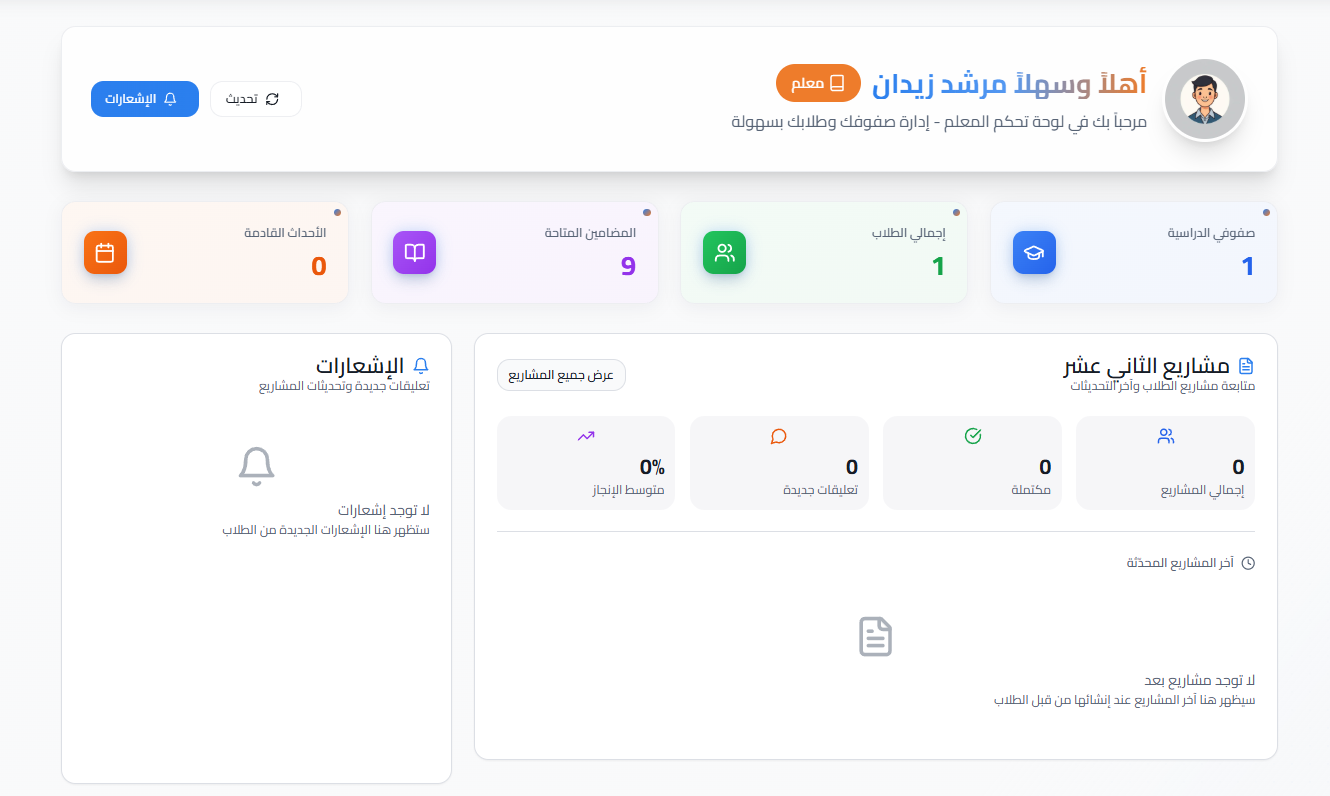 أهلاً وسهلاً مرشد زيدان
معلم
مرحباً بك في لوحة تحكم المعلم - إدارة صفوفك وطلابك بسهولة
تحديث
الإشعارات
صفوفي الدراسية
1
إجمالي الطلاب
1
المضامين المتاحة
9
الأحداث القادمة
0
مشاريع الثاني عشر
متابعة مشاريع الطلاب وآخر التحديثات
عرض جميع المشاريع
0
إجمالي المشاريع
0
مكتملة
0
تعليقات جديدة
0%
متوسط الإنجاز
آخر المشاريع المحدّثة
لا توجد مشاريع بعد
سيظهر هنا آخر المشاريع عند إنشائها من قبل الطلاب
الإشعارات
تعليقات جديدة وتحديثات المشاريع
لا توجد إشعارات
ستظهر هنا الإشعارات الجديدة من الطلاب